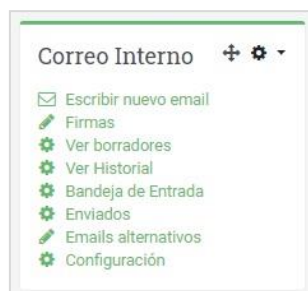 Correo Interno
Escribir nuevo email
Firmas
Ver borradores
Ver Historial
Bandeja de Entrada
Enviados
Emails alternativos
Configuración